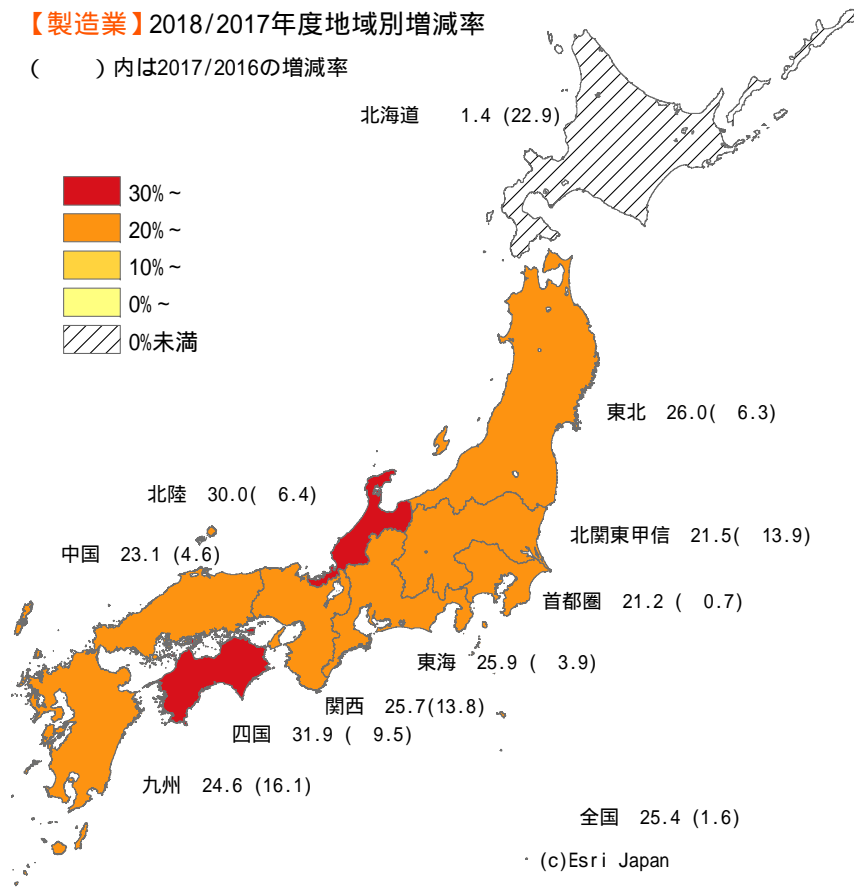 【製造業】2018/2017年度地域別増減率
(　　)内は2017/2016の増減率
北海道　 1.4 (22.9)
30%~
20%~
10%~
0%~
0%未満
東北　26.0(　6.3)
北陸　30.0(　6.4)
北関東甲信　21.5(　13.9)
中国　23.1 (4.6)
首都圏　21.2 (　0.7)
東海　25.9 (　3.9)
関西　25.7(13.8)
四国　31.9 (　9.5)
九州　24.6 (16.1)
全国　25.4 (1.6)
(c)Esri Japan